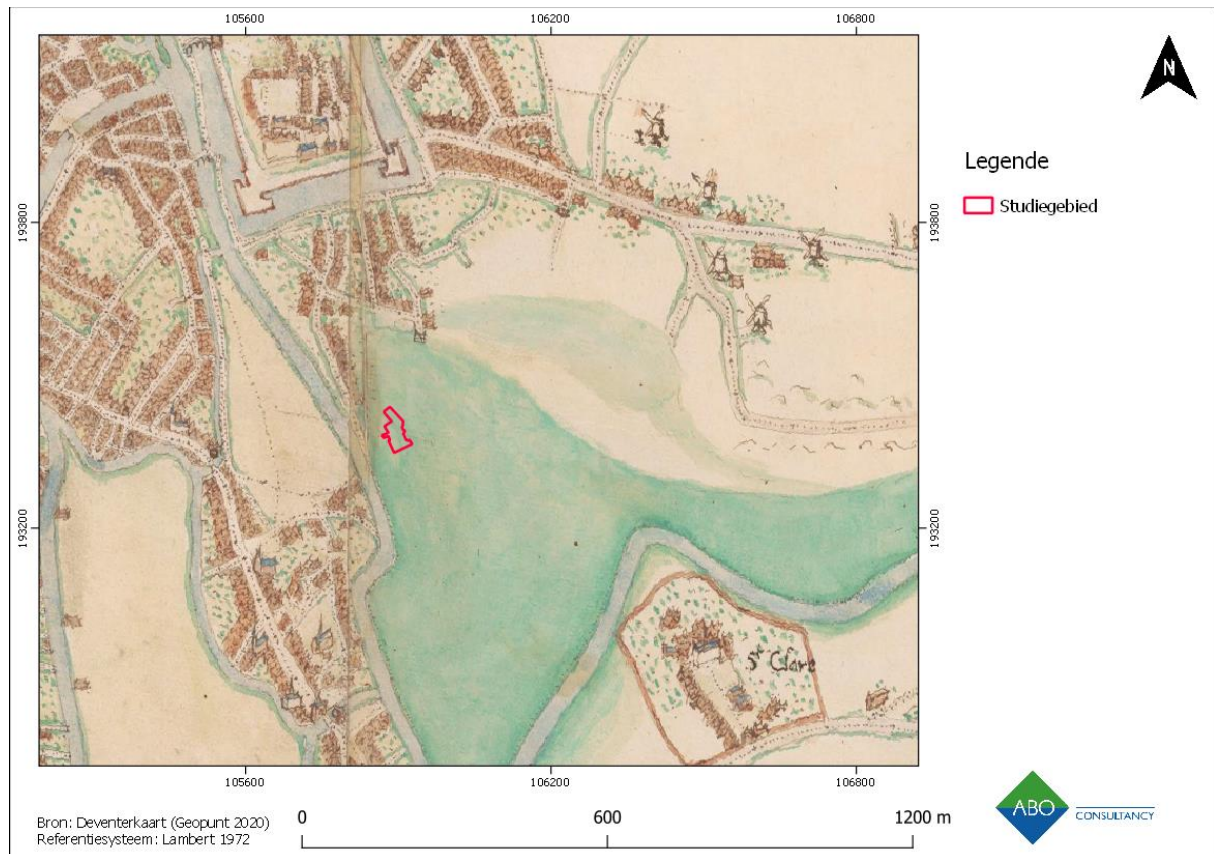 105600 106200 106800
N
Legende
Studiegebied
193800 193800
193200 193200
St Clare
105600 106200 106800
Bron: Deventerkaart (Geopunt 2020)
Referentiesysteem: Lambert 1972
0 600 1200 m
ABO CONSULTANCY